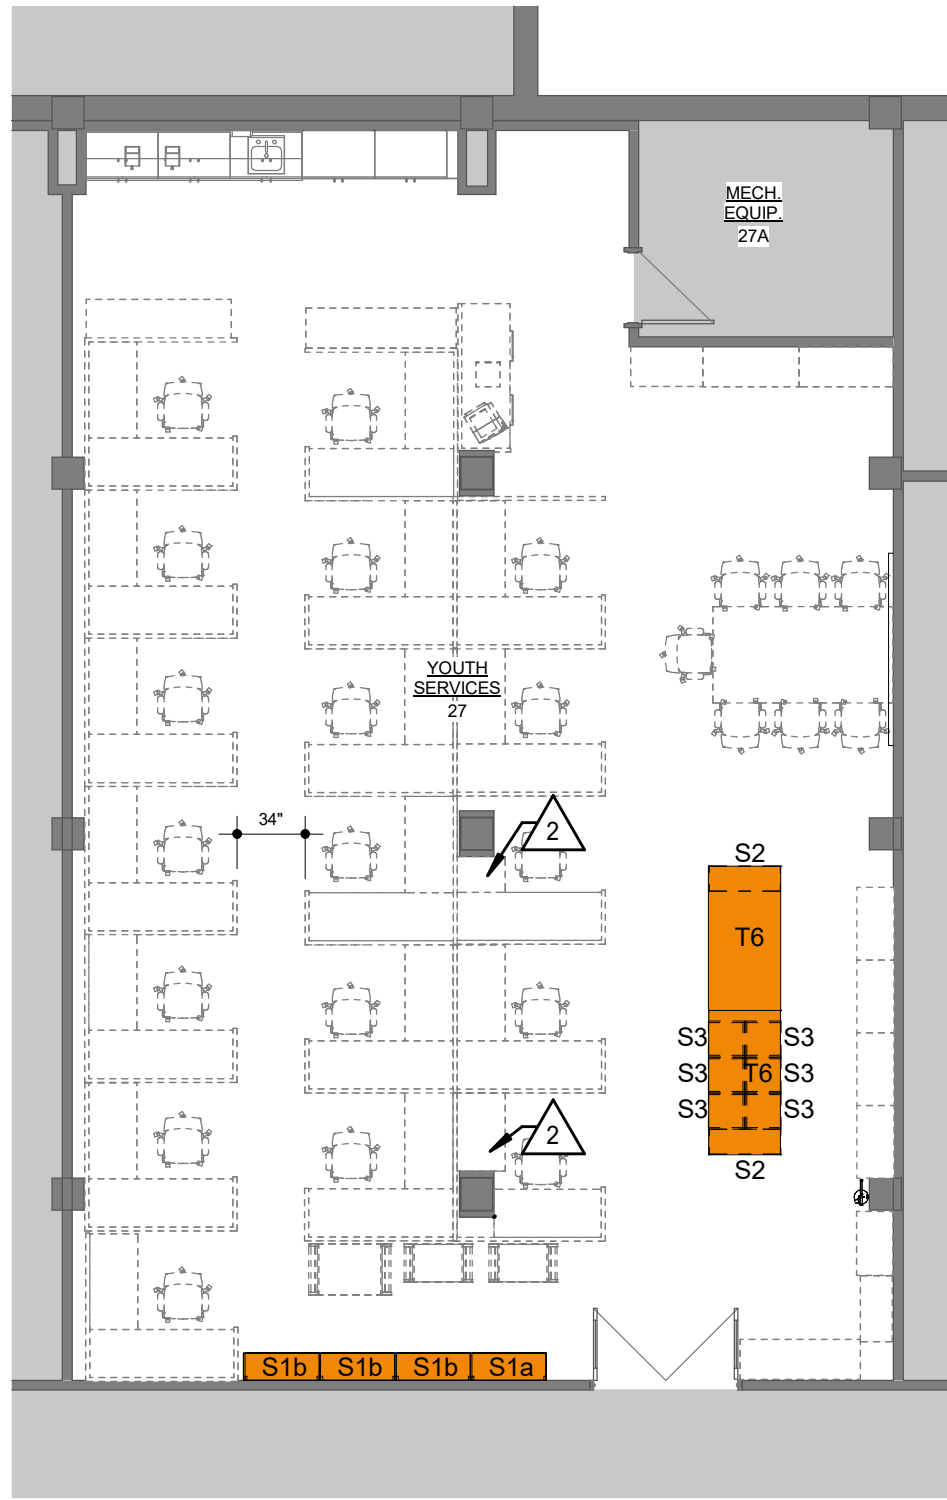 MECH.
EQUIP.
27A
YOUTH
SERVICES
27
34"
2
S2
T6
S3 S3
S3 T6 S3
S3 S3
2
S2
S1b S1b S1b S1a